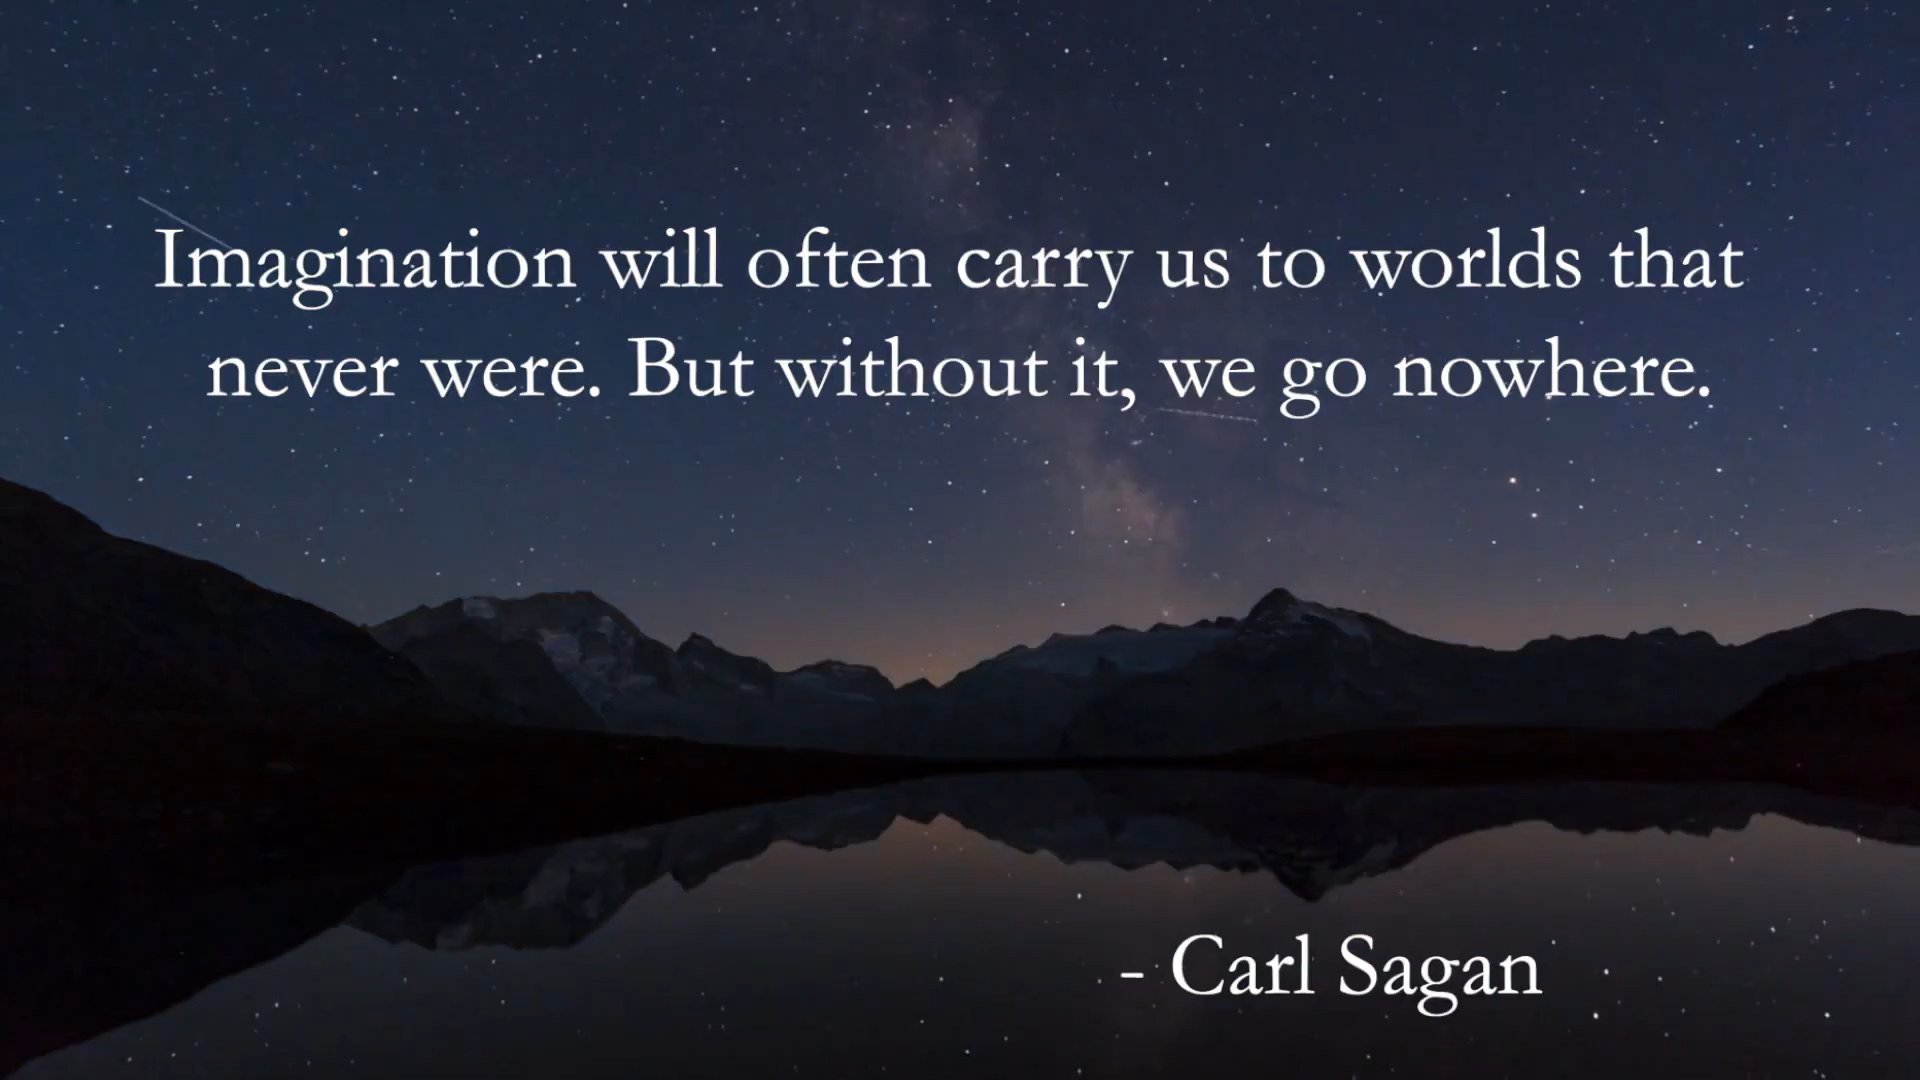 Imagination will often carry us to worlds that
never were. But without it, we go nowhere.
- Carl Sagan